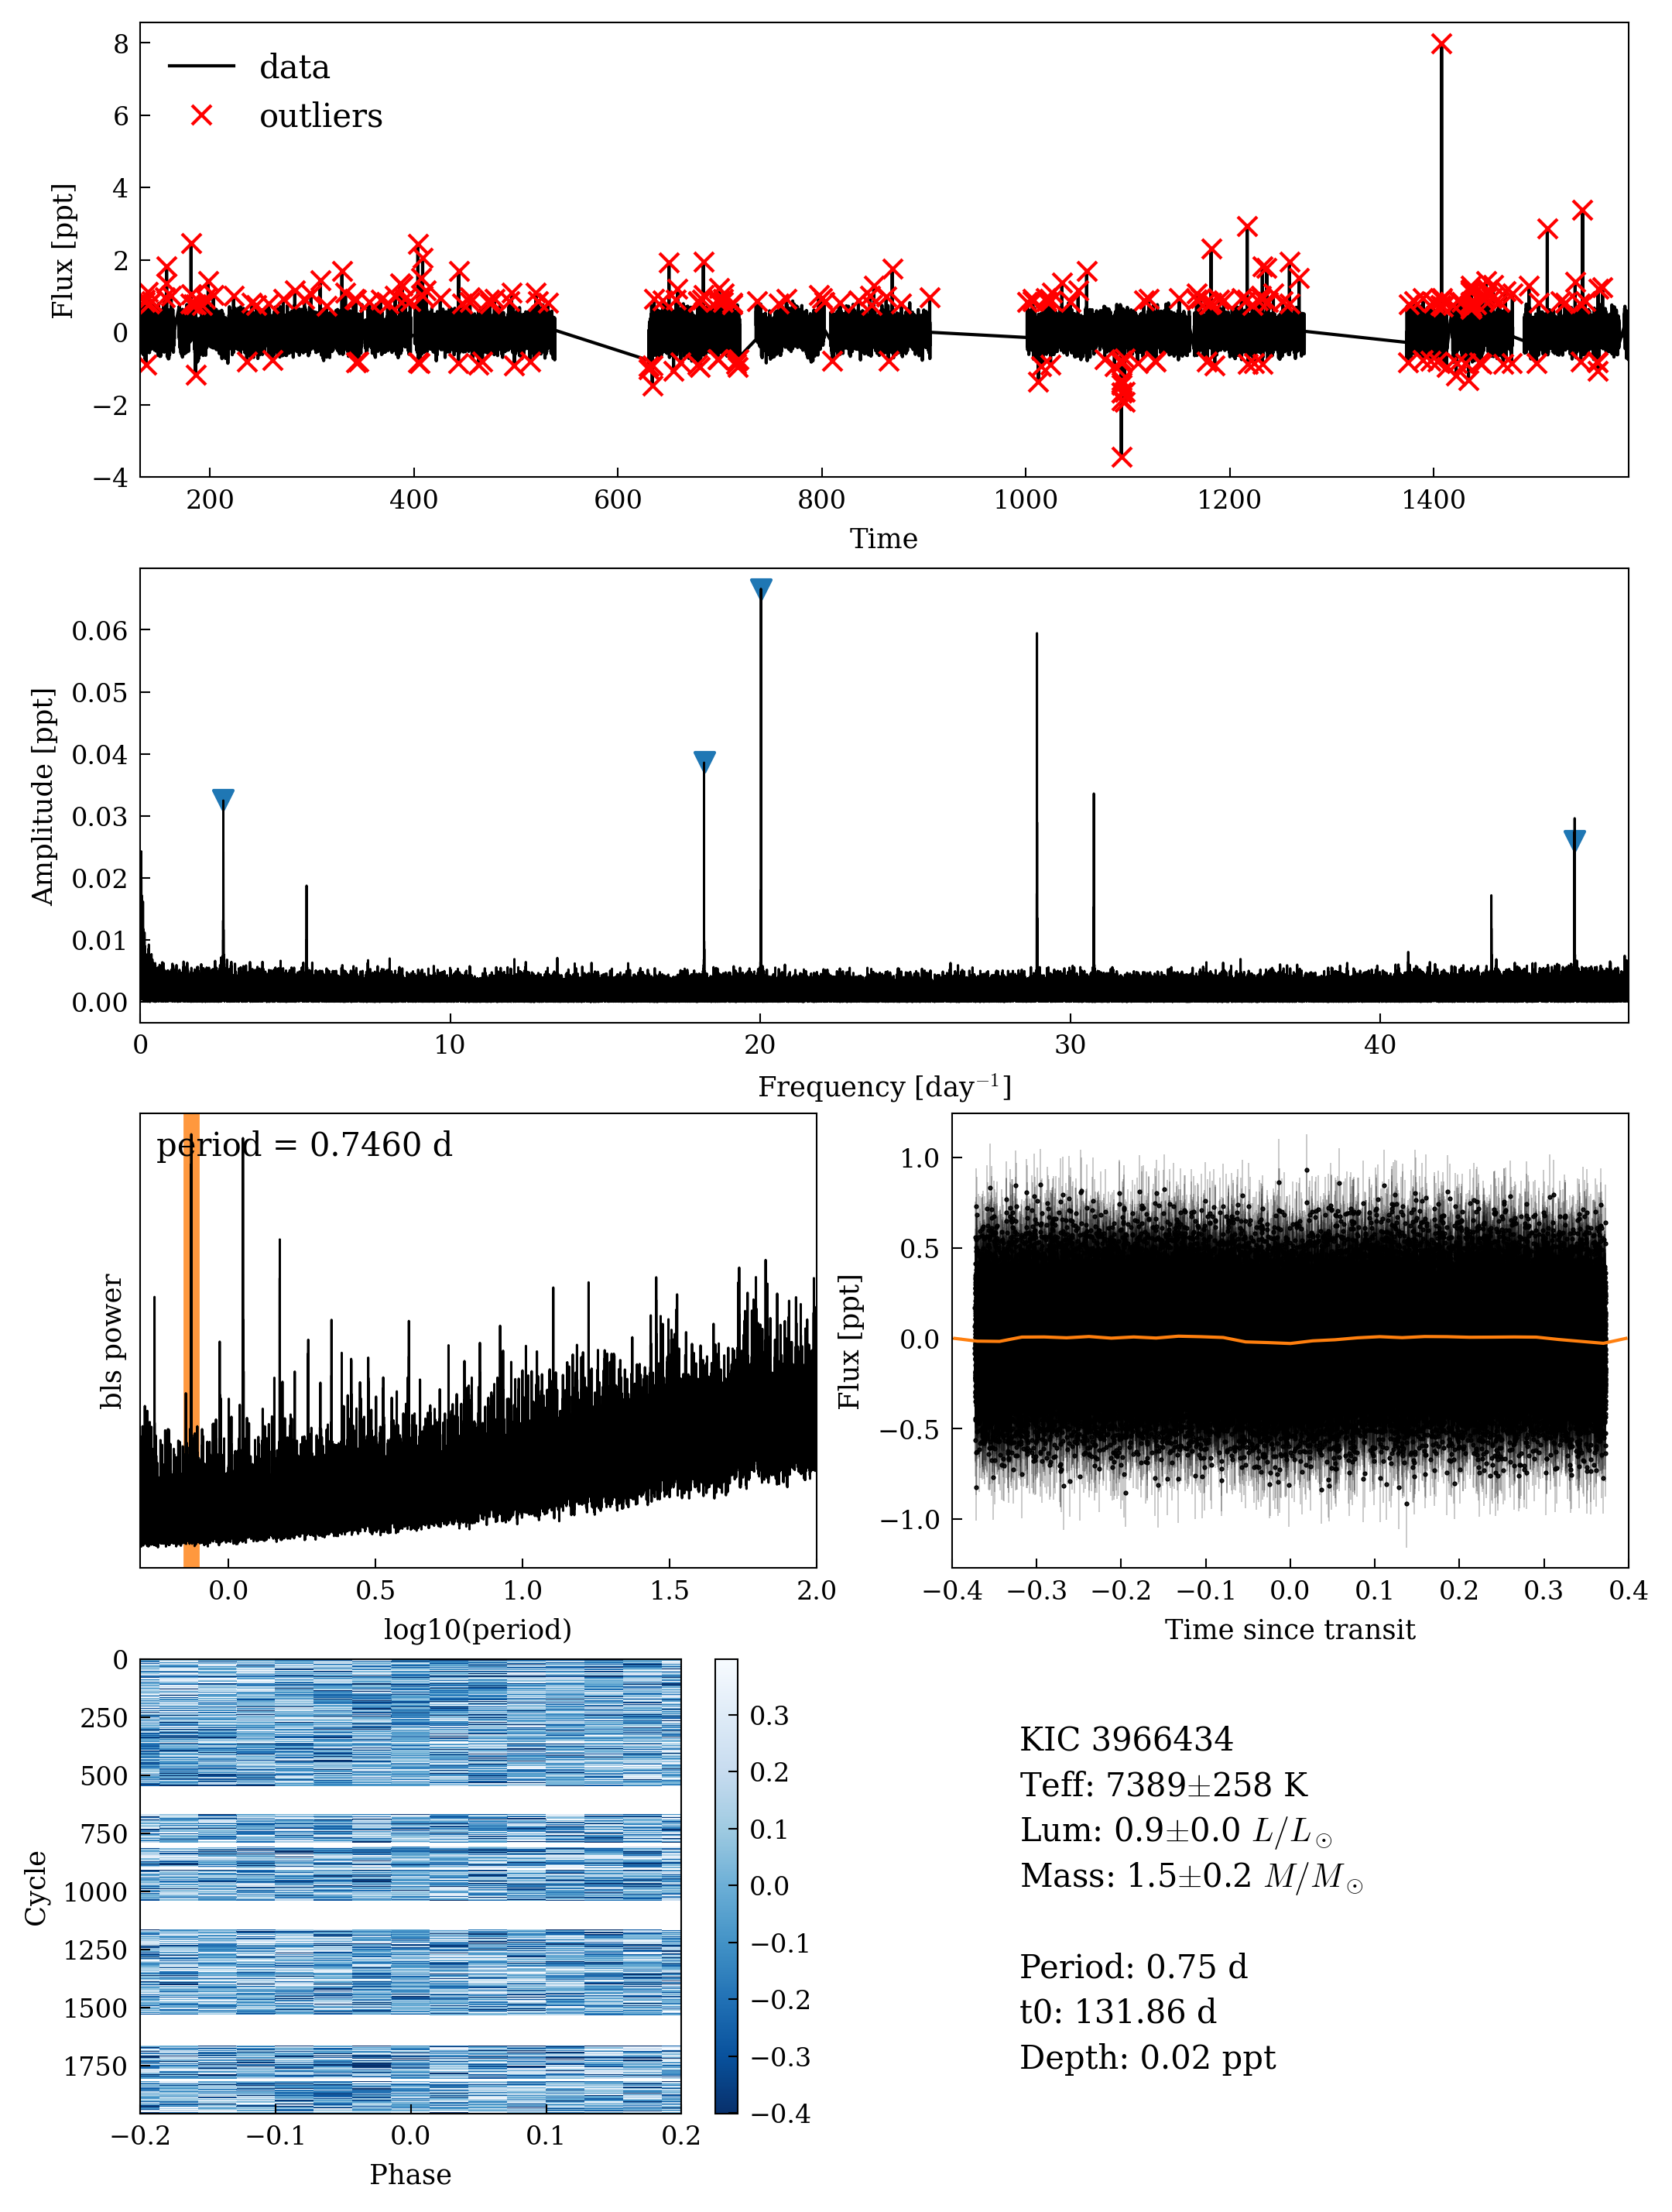 data
outliers
8
6
4
2
0
−2
−4
Flux [ppt]
200 400 600 800 1000 1200 1400
Time
0.06
0.05
0.04
0.03
0.02
0.01
0.00
Amplitude [ppt]
0 10 20 30 40
Frequency [day⁻¹]
period = 0.7460 d
bls power
0.0 0.5 1.0 1.5 2.0
log10(period)
1.0
0.5
0.0
−0.5
−1.0
Flux [ppt]
−0.4 −0.3 −0.2 −0.1 0.0 0.1 0.2 0.3 0.4
Time since transit
0
250
500
750
1000
1250
1500
1750
Cycle
−0.2 −0.1 0.0 0.1 0.2
Phase
0.3
0.2
0.1
0.0
−0.1
−0.2
−0.3
−0.4
KIC 3966434
Teff: 7389±258 K
Lum: 0.9±0.0 L/L⊙
Mass: 1.5±0.2 M/M⊙
Period: 0.75 d
t0: 131.86 d
Depth: 0.02 ppt